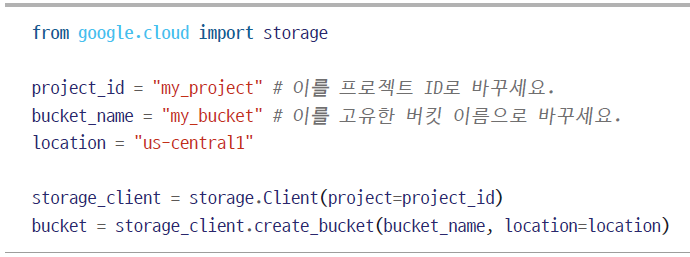 from google.cloud import storage
project_id = "my_project" # 이를 프로젝트 ID로 바꾸세요.
bucket_name = "my_bucket" # 이를 고유한 버킷 이름으로 바꾸세요.
location = "us-central1"
storage_client = storage.Client(project=project_id)
bucket = storage_client.create_bucket(bucket_name, location=location)